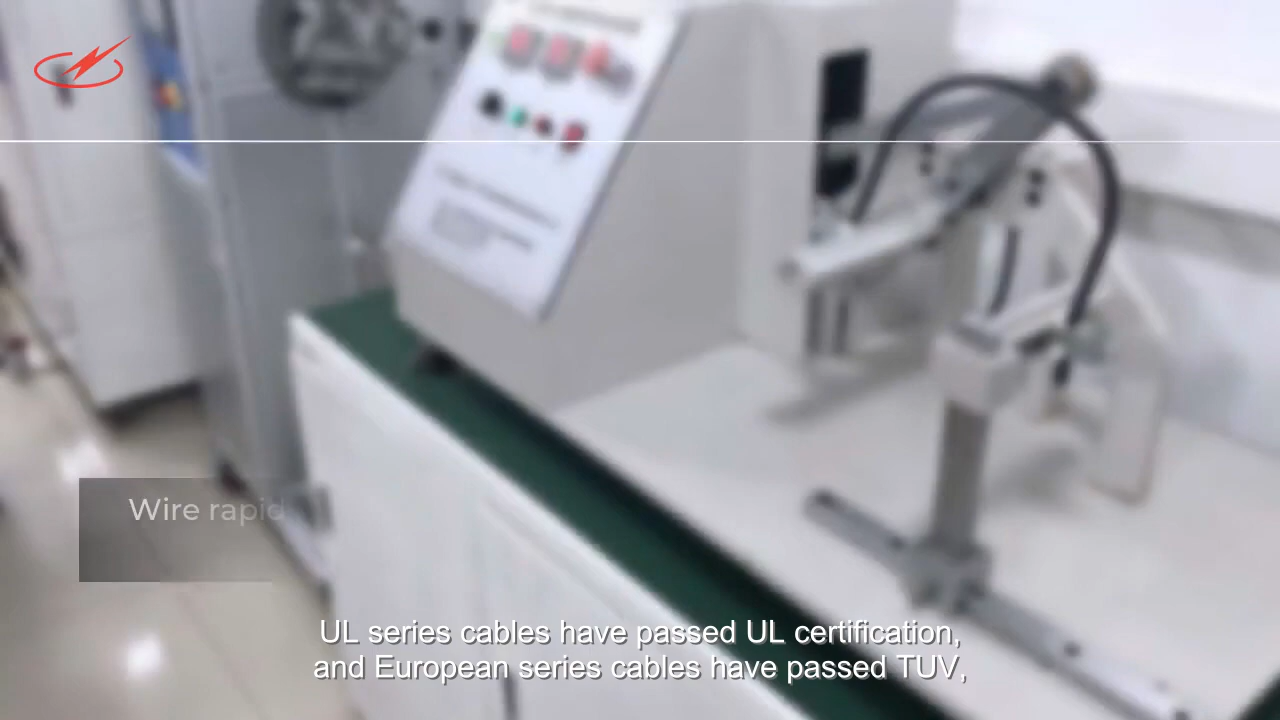 Wire rapid
UL series cables have passed UL certification,
and European series cables have passed TUV,